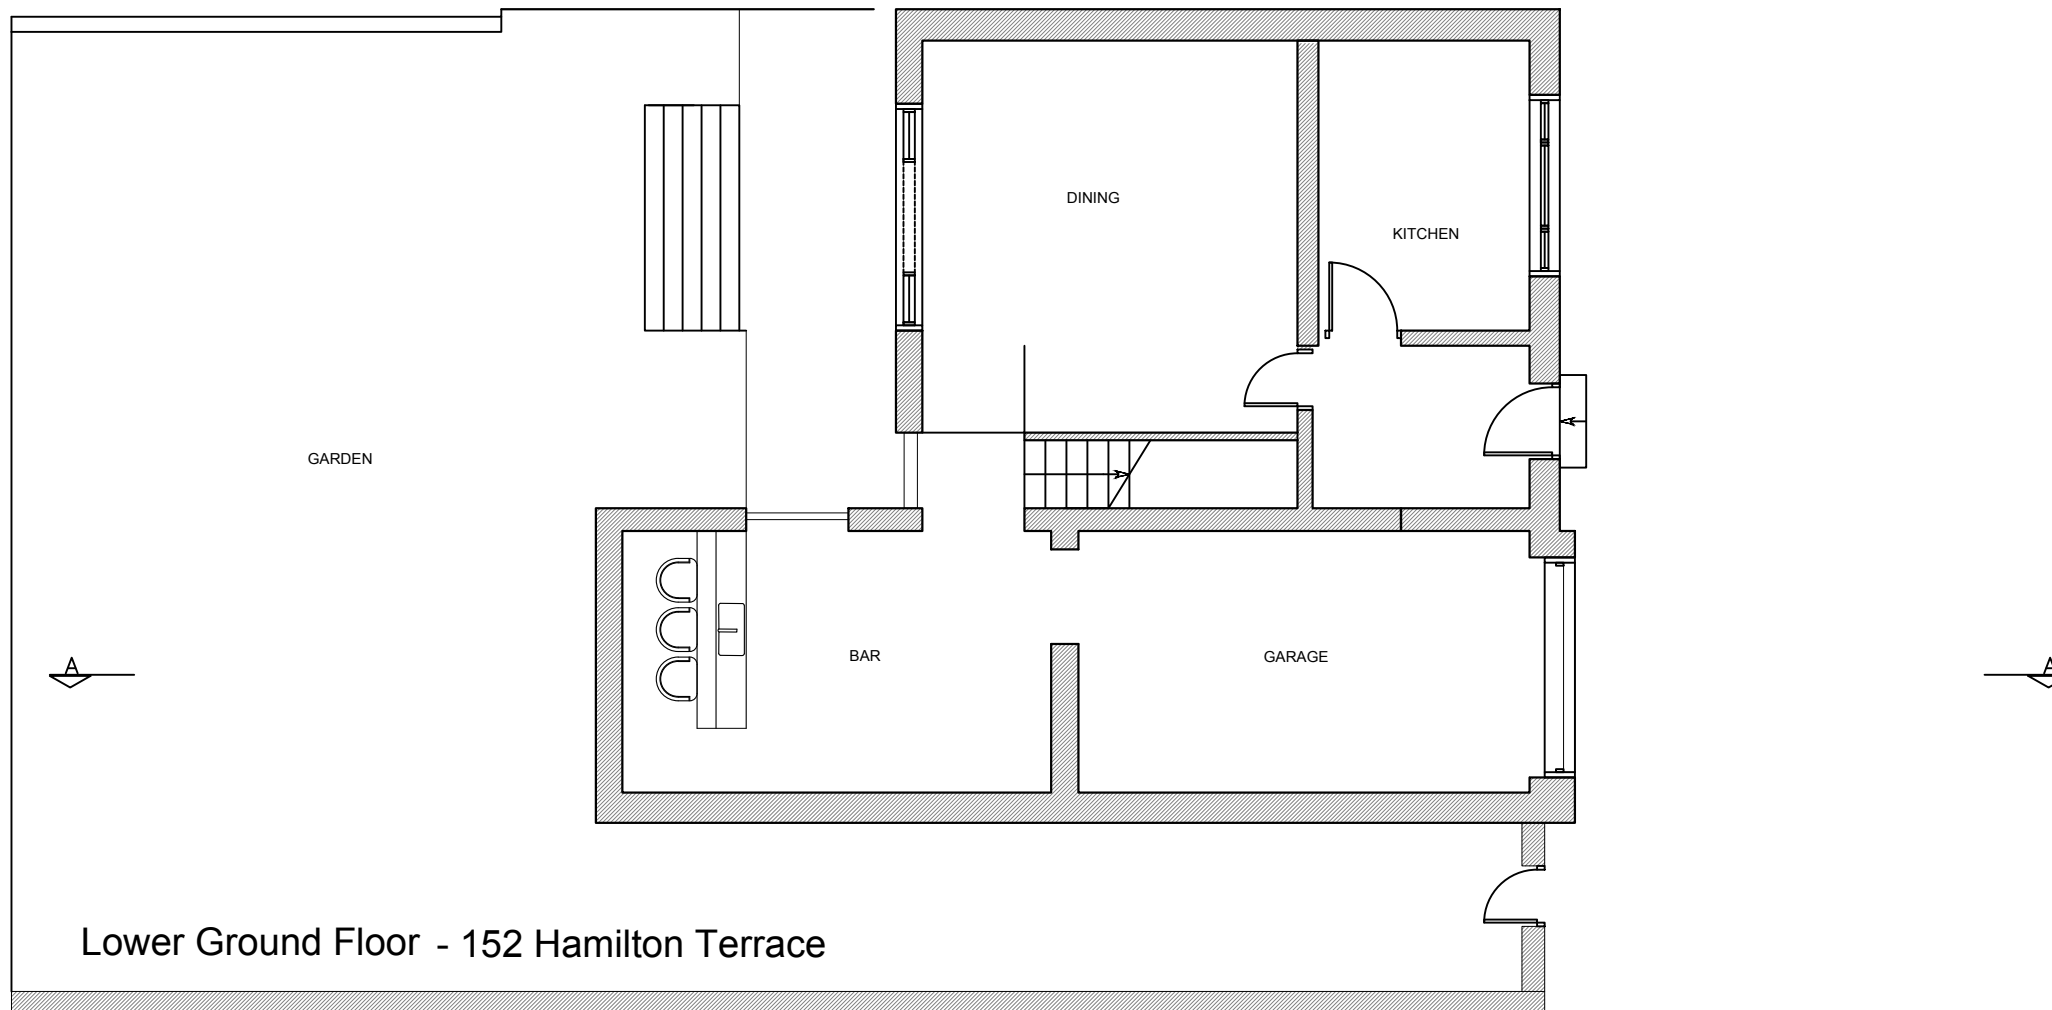 DINING
KITCHEN
GARDEN
BAR
GARAGE
A
A
Lower Ground Floor - 152 Hamilton Terrace